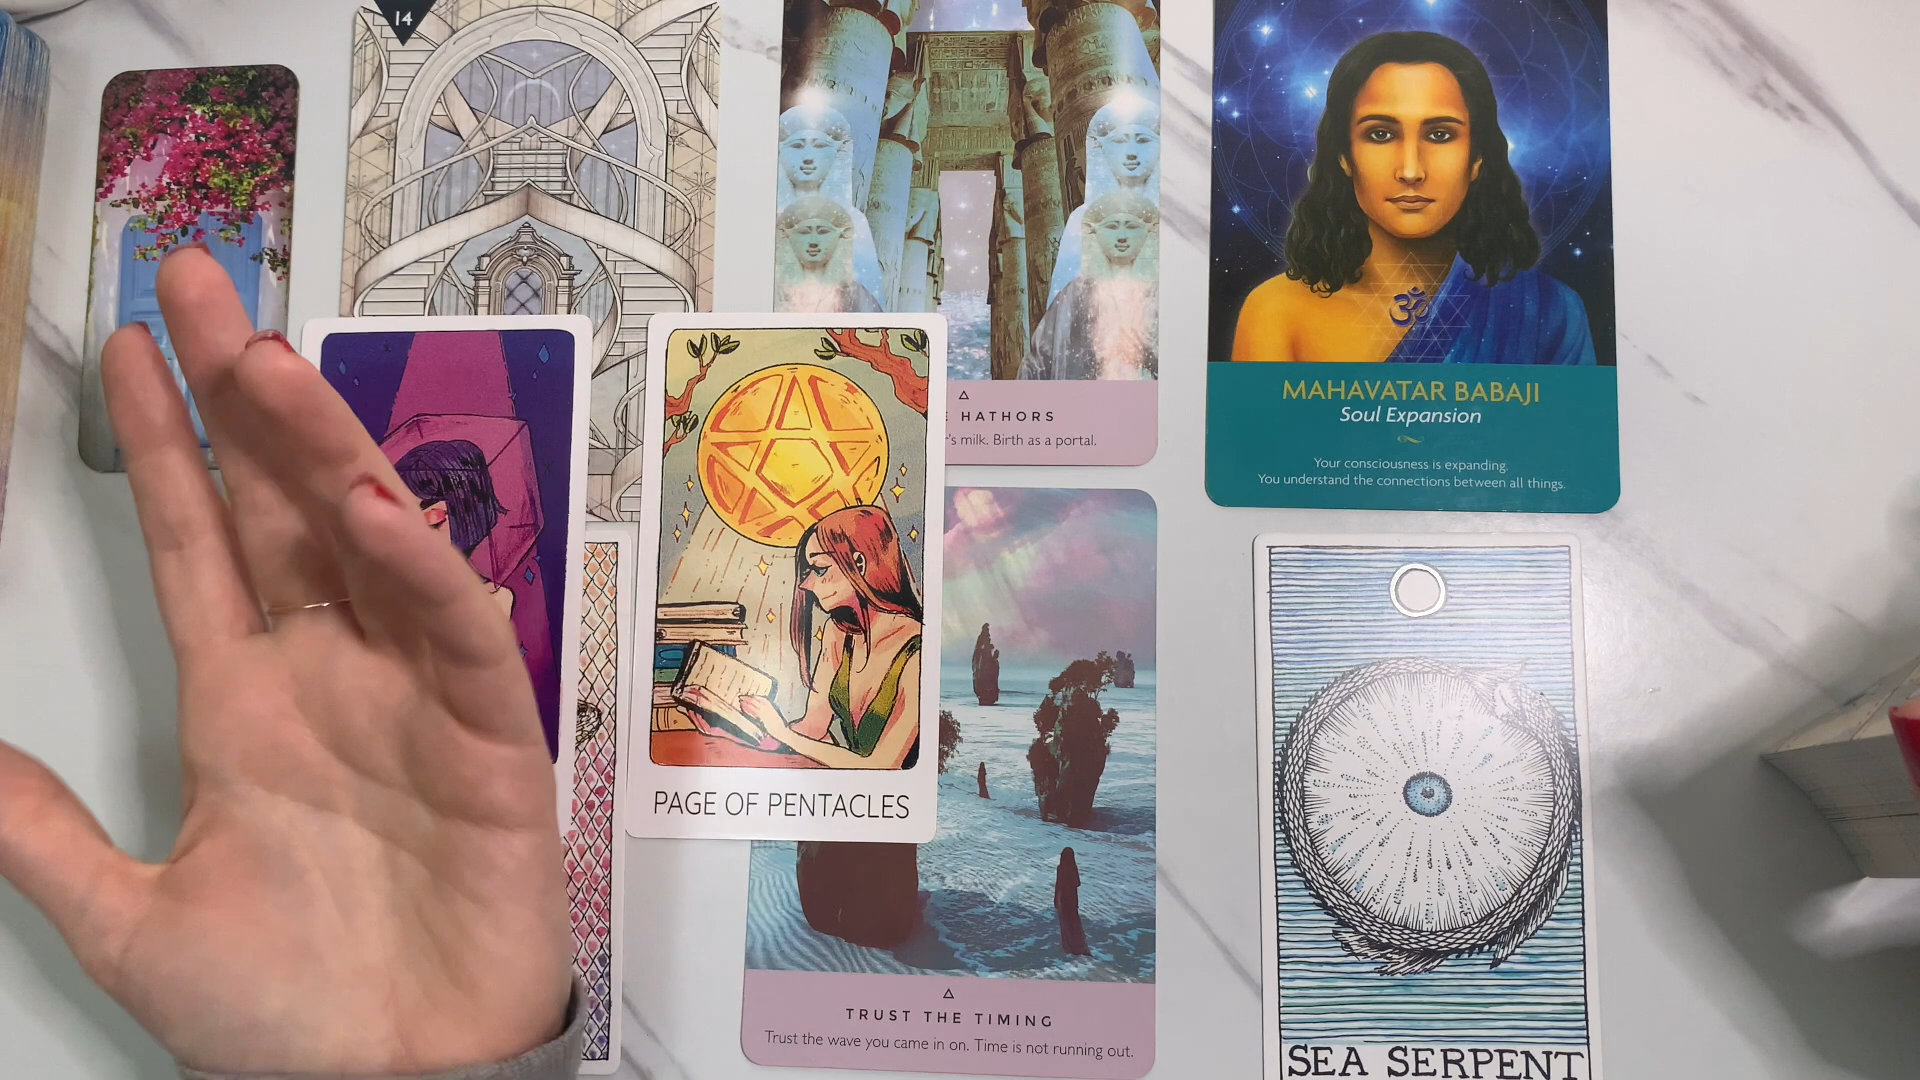 14
HATHORS
milk. Birth as a portal.
MAHAVATAR BABAJI
Soul Expansion
Your consciousness is expanding.
You understand the connections between all things.
PAGE OF PENTACLES
TRUST THE TIMING
Trust the wave you came in on. Time is not running out.
SEA SERPENT